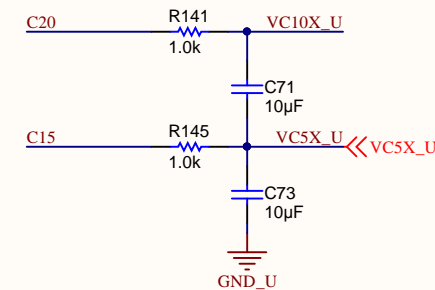 C20
R141
VC10X_U
1.0k
C71
10µF
C15
R145
VC5X_U
VC5X_U
1.0k
C73
10µF
GND_U